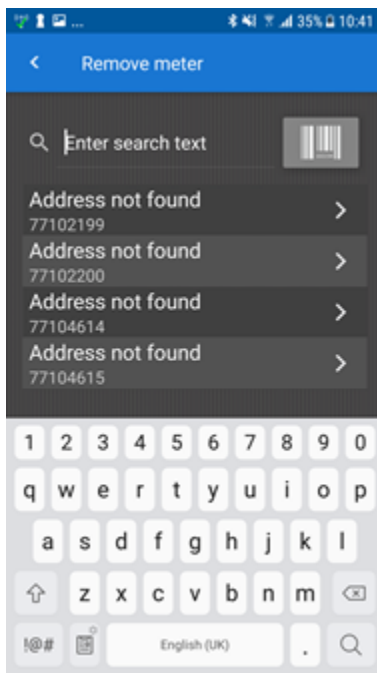 ... 35% 10:41
Remove meter
Enter search text
Address not found
77102199
Address not found
77102200
Address not found
77104614
Address not found
77104615
1 2 3 4 5 6 7 8 9 0
q w e r t y u i o p
a s d f g h j k l
z x c v b n m
!@# English (UK) .